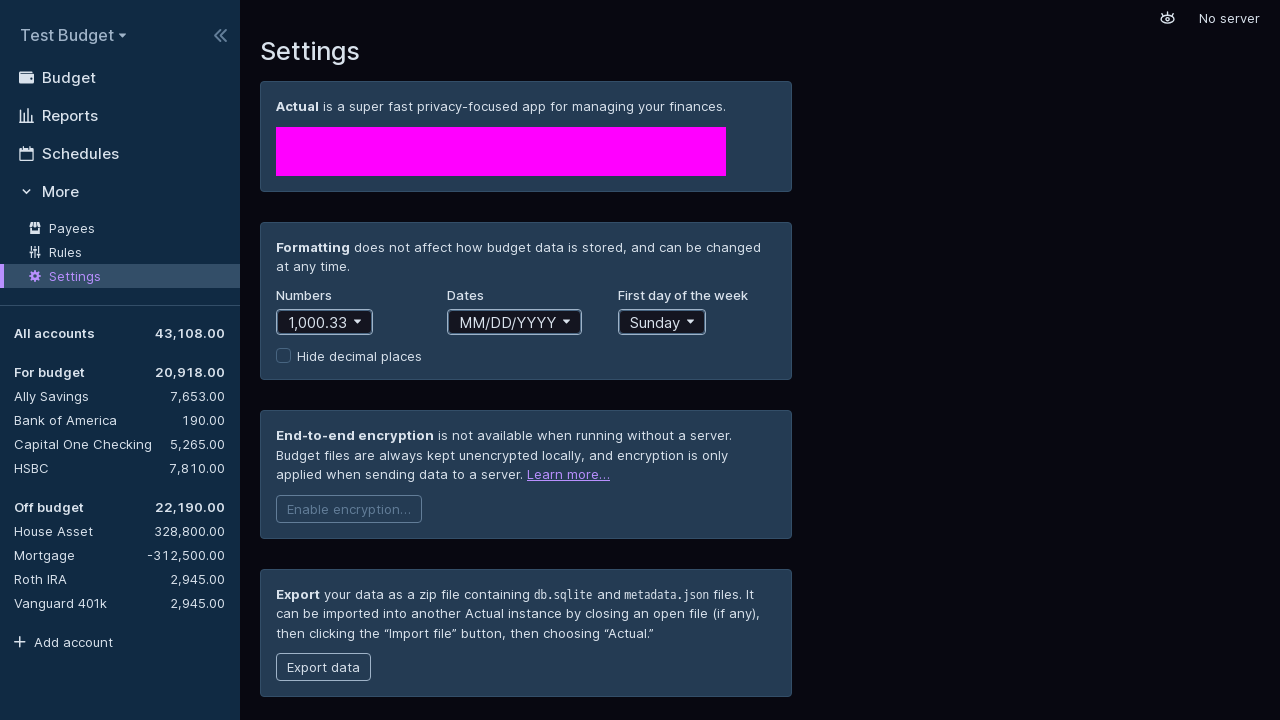 Test Budget
No server
Budget
Reports
Schedules
More
Payees
Rules
Settings
All accounts 43,108.00
For budget 20,918.00
Ally Savings 7,653.00
Bank of America 190.00
Capital One Checking 5,265.00
HSBC 7,810.00
Off budget 22,190.00
House Asset 328,800.00
Mortgage -312,500.00
Roth IRA 2,945.00
Vanguard 401k 2,945.00
Add account
Settings
Actual is a super fast privacy-focused app for managing your finances.
Formatting does not affect how budget data is stored, and can be changed
at any time.
Numbers Dates First day of the week
1,000.33 MM/DD/YYYY Sunday
Hide decimal places
End-to-end encryption is not available when running without a server.
Budget files are always kept unencrypted locally, and encryption is only
applied when sending data to a server. Learn more…
Enable encryption…
Export your data as a zip file containing db.sqlite and metadata.json files. It
can be imported into another Actual instance by closing an open file (if any),
then clicking the “Import file” button, then choosing “Actual.”
Export data